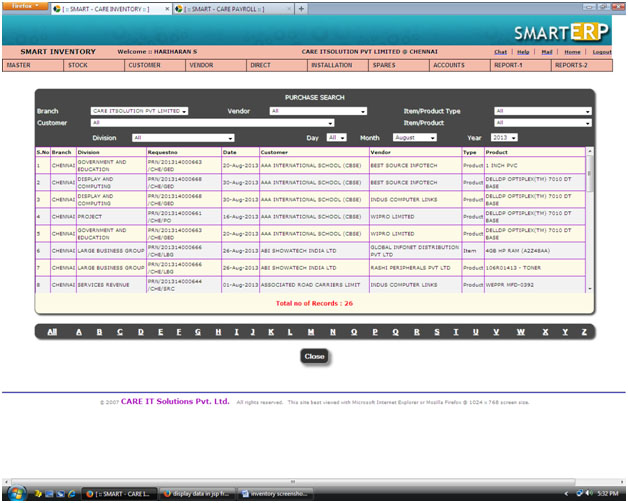 firefox
[ :: SMART - CARE INVENTORY :: ] × [ :: SMART - CARE PAYROLL :: ] × +
SMARTERP
SMART INVENTORY Welcome :: HARIHARAN S CARE ITSOLUTION PVT LIMITED @ CHENNAI Chat | Help | Mail | Home | Logout
MASTER STOCK CUSTOMER VENDOR DIRECT INSTALLATION SPARES ACCOUNTS REPORT-1 REPORTS-2
PURCHASE SEARCH
Branch CARE ITSOLUTION PVT LIMITED Vendor All Item/Product Type All
Customer All Item/Product All
Division All Day All Month August Year 2013
S.No Branch Division Requestno Date Customer Vendor Type Product
1 CHENNAI GOVERNMENT AND EDUCATION PRN/201314000663 /CHE/GED 20-Aug-2013 AAA INTERNATIONAL SCHOOL (CBSE) BEST SOURCE INFOTECH Product 1 INCH PVC
2 CHENNAI DISPLAY AND COMPUTING PRN/201314000668 /CHE/GED 30-Aug-2013 AAA INTERNATIONAL SCHOOL (CBSE) BEST SOURCE INFOTECH Product DELLDP OPTIPLEX(TM) 7010 DT BASE
3 CHENNAI DISPLAY AND COMPUTING PRN/201314000668 /CHE/GED 30-Aug-2013 AAA INTERNATIONAL SCHOOL (CBSE) INDUS COMPUTER LINKS Product DELLDP OPTIPLEX(TM) 7010 DT BASE
4 CHENNAI PROJECT PRN/201314000661 /CHE/PO 16-Aug-2013 AAA INTERNATIONAL SCHOOL (CBSE) WIPRO LIMITED Product DELLDP OPTIPLEX(TM) 7010 DT BASE
5 CHENNAI GOVERNMENT AND EDUCATION PRN/201314000663 /CHE/GED 20-Aug-2013 AAA INTERNATIONAL SCHOOL (CBSE) WIPRO LIMITED Product DELLDP OPTIPLEX(TM) 7010 DT BASE
6 CHENNAI LARGE BUSINESS GROUP PRN/201314000666 /CHE/LBG 26-Aug-2013 ABI SHOWATECH INDIA LTD GLOBAL INFONET DISTRIBUTION PVT LTD Item 4GB HP RAM (A2Z48AA)
7 CHENNAI LARGE BUSINESS GROUP PRN/201314000666 /CHE/LBG 26-Aug-2013 ABI SHOWATECH INDIA LTD RASHI PERIPHERALS PVT LTD Product 106R01413 - TONER
8 CHENNAI SERVICES REVENUE PRN/201314000644 /CHE/SRC 01-Aug-2013 ASSOCIATED ROAD CARRIERS LIMIT INDUS COMPUTER LINKS Product WEPPR MFD-0392
Total no of Records : 26
All A B C D E F G H I J K L M N O P Q R S T U V W X Y Z
Close
© 2007 CARE IT Solutions Pvt. Ltd. All rights reserved. This site best viewed with Microsoft Internet Explorer or Mozilla Firefox @ 1024 x 768 screen size.
[ :: SMART - CARE I... display data in jsp fr... inventory screensho... 5:32 PM